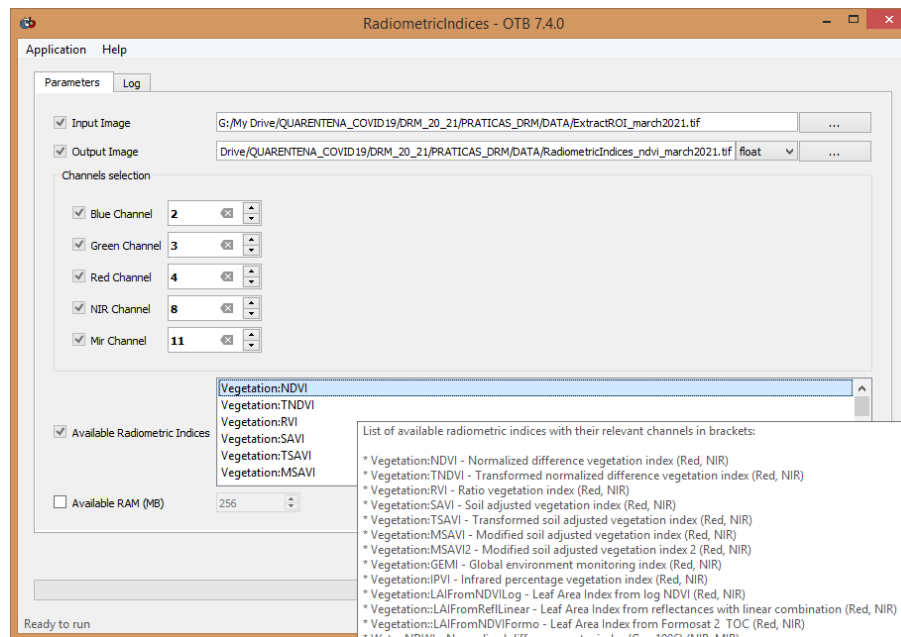 RadiometricIndices - OTB 7.4.0
Application Help
Parameters Log
Input Image G:/My Drive/QUARENTENA_COVID19/DRM_20_21/PRATICAS_DRM/DATA/ExtractROI_march2021.tif ...
Output Image Drive/QUARENTENA_COVID19/DRM_20_21/PRATICAS_DRM/DATA/RadiometricIndices_ndvi_march2021.tif float ...
Channels selection
Blue Channel 2
Green Channel 3
Red Channel 4
NIR Channel 8
Mir Channel 11
Available Radiometric Indices
Vegetation:NDVI
Vegetation:TNDVI
Vegetation:RVI
Vegetation:SAVI
Vegetation:TSAVI
Vegetation:MSAVI
List of available radiometric indices with their relevant channels in brackets:
* Vegetation:NDVI - Normalized difference vegetation index (Red, NIR)
* Vegetation:TNDVI - Transformed normalized difference vegetation index (Red, NIR)
* Vegetation:RVI - Ratio vegetation index (Red, NIR)
* Vegetation:SAVI - Soil adjusted vegetation index (Red, NIR)
* Vegetation:TSAVI - Transformed soil adjusted vegetation index (Red, NIR)
* Vegetation:MSAVI - Modified soil adjusted vegetation index (Red, NIR)
* Vegetation:MSAVI2 - Modified soil adjusted vegetation index 2 (Red, NIR)
* Vegetation:GEMI - Global environment monitoring index (Red, NIR)
* Vegetation:IPVI - Infrared percentage vegetation index (Red, NIR)
* Vegetation::LAIFromNDVILog - Leaf Area Index from log NDVI (Red, NIR)
* Vegetation::LAIFromReflLinear - Leaf Area Index from reflectances with linear combination (Red, NIR)
* Vegetation::LAIFromNDVIFormo - Leaf Area Index from Formosat 2 TOC (Red, NIR)
Available RAM (MB) 256
Ready to run